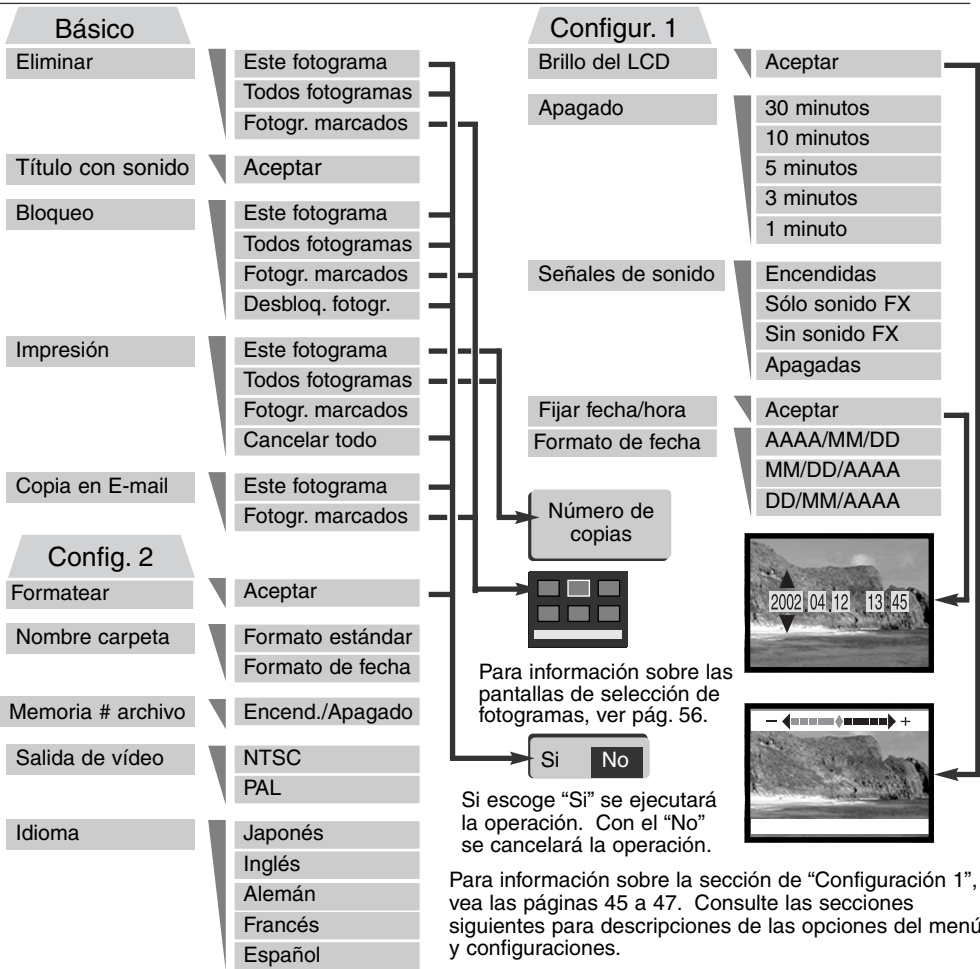 Básico
Eliminar
Este fotograma
Todos fotogramas
Fotogr. marcados
Título con sonido
Aceptar
Bloqueo
Este fotograma
Todos fotogramas
Fotogr. marcados
Desbloq. fotogr.
Impresión
Este fotograma
Todos fotogramas
Fotogr. marcados
Cancelar todo
Copia en E-mail
Este fotograma
Fotogr. marcados
Config. 2
Formatear
Aceptar
Nombre carpeta
Formato estándar
Formato de fecha
Memoria # archivo
Encend./Apagado
Salida de vídeo
NTSC
PAL
Idioma
Japonés
Inglés
Alemán
Francés
Español
Configur. 1
Brillo del LCD
Aceptar
Apagado
30 minutos
10 minutos
5 minutos
3 minutos
1 minuto
Señales de sonido
Encendidas
Sólo sonido FX
Sin sonido FX
Apagadas
Fijar fecha/hora
Aceptar
Formato de fecha
AAAA/MM/DD
MM/DD/AAAA
DD/MM/AAAA
Número de
copias
2002 04 12 13 45
Para información sobre las
pantallas de selección de
fotogramas, ver pág. 56.
− +
Si No
Si escoge “Si” se ejecutará
la operación. Con el “No”
se cancelará la operación.
Para información sobre la sección de “Configuración 1”,
vea las páginas 45 a 47. Consulte las secciones
siguientes para descripciones de las opciones del menú
y configuraciones.